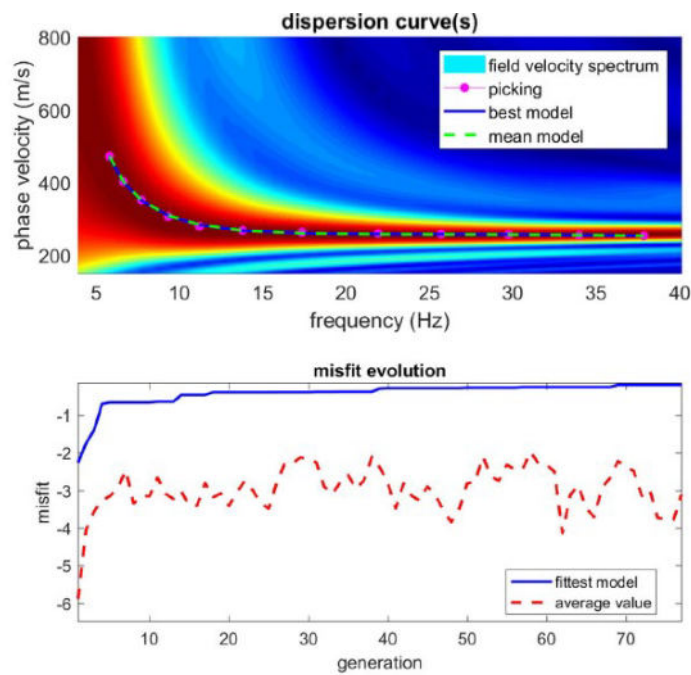 dispersion curve(s)
800
600
400
200
phase velocity (m/s)
field velocity spectrum
picking
best model
mean model
5 10 15 20 25 30 35 40
frequency (Hz)
misfit evolution
-1
-2
-3
-4
-5
-6
misfit
fittest model
average value
10 20 30 40 50 60 70
generation